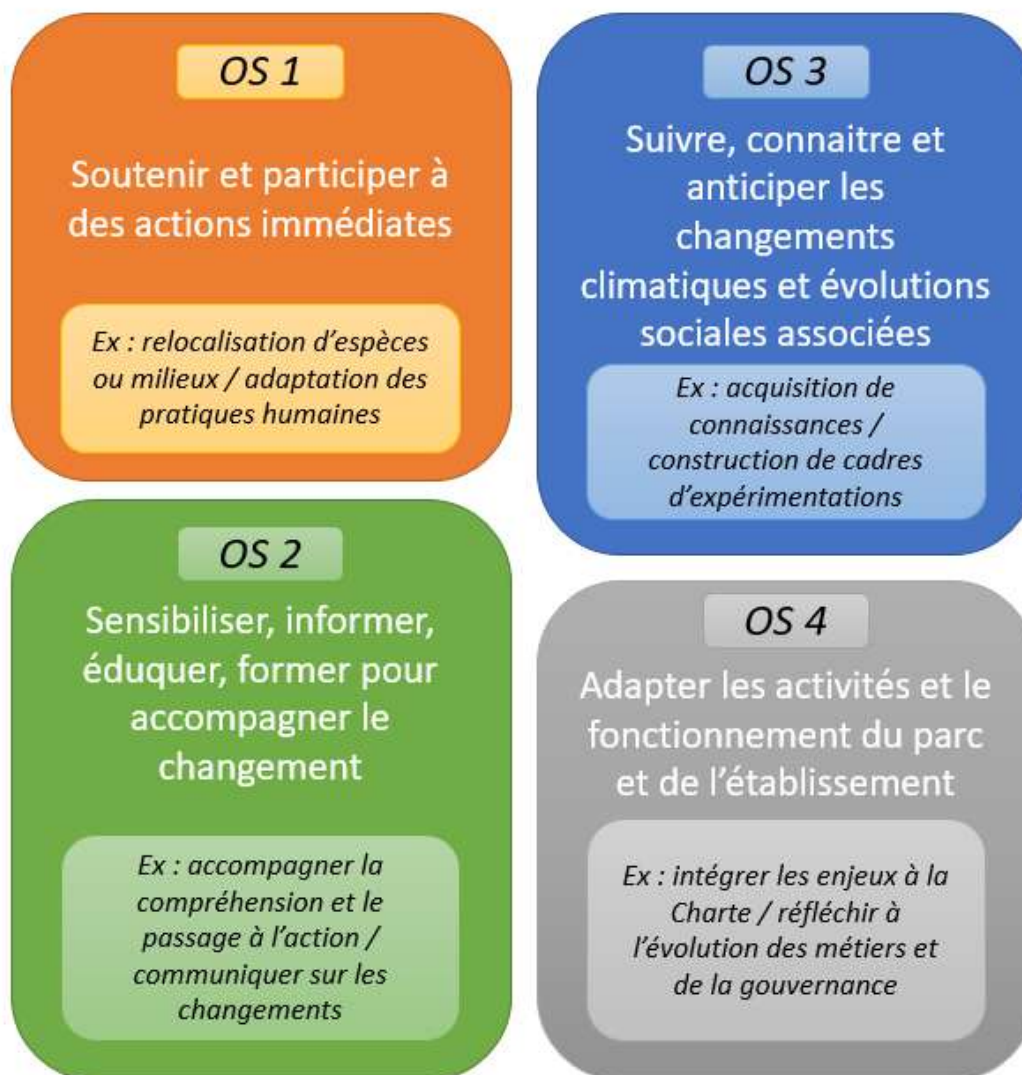 OS 1
Soutenir et participer à
des actions immédiates
Ex : relocalisation d’espèces
ou milieux / adaptation des
pratiques humaines
OS 2
Sensibiliser, informer,
éduquer, former pour
accompagner le
changement
Ex : accompagner la
compréhension et le
passage à l’action /
communiquer sur les
changements
OS 3
Suivre, connaitre et
anticiper les
changements
climatiques et évolutions
sociales associées
Ex : acquisition de
connaissances /
construction de cadres
d’expérimentations
OS 4
Adapter les activités et le
fonctionnement du parc
et de l’établissement
Ex : intégrer les enjeux à la
Charte / réfléchir à
l’évolution des métiers et
de la gouvernance